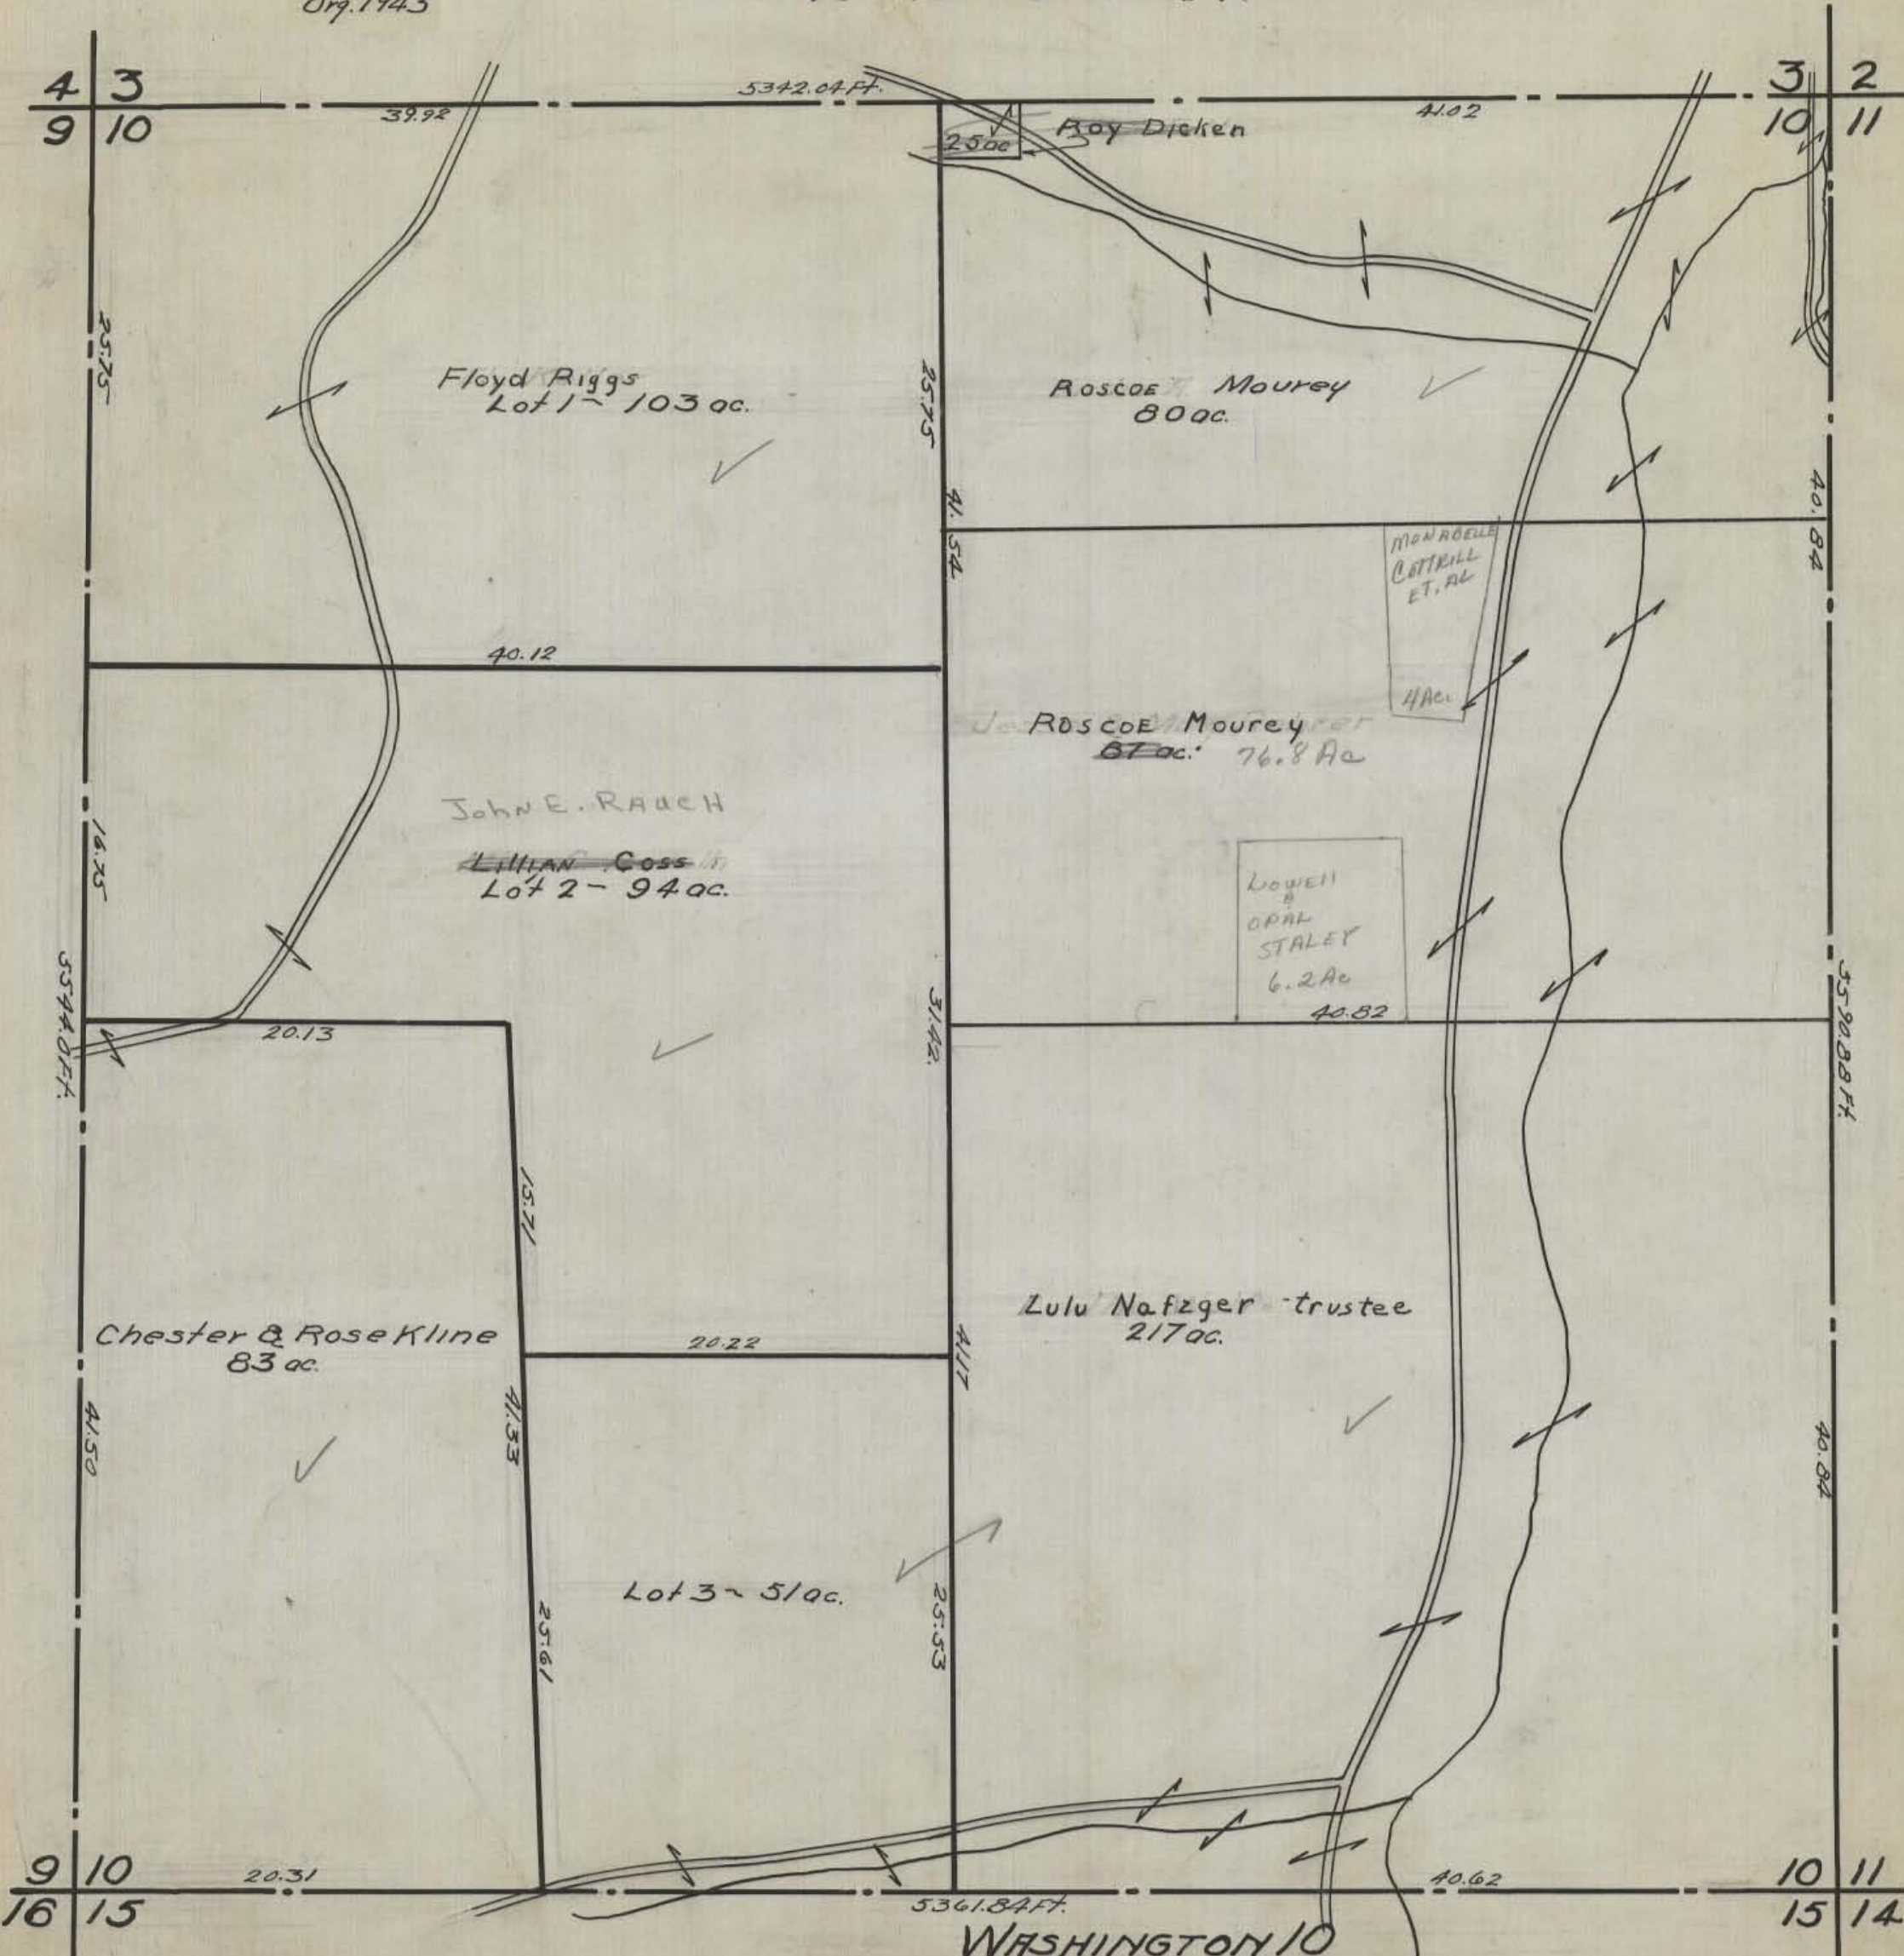 Org. 1943
4 3
9 10
3 2
10 11
39.92
5342.04 Ft.
41.02
25 ac
Roy Dicken
25.75
25.75
Floyd Riggs
Lot 1 ~ 103 ac.
Roscoe Mourey
80 ac.
41.54
40.84
MONABELLE
COTTRILL
ET, AL
4 Ac.
40.12
Roscoe Mourey
87 ac. 76.8 Ac
John E. RAUCH
LilliAN Coss
Lot 2 - 94 ac.
16.75
LOWEll
&
OPAL
STALEY
6.2 Ac
40.82
5544.0 Ft.
20.13
31.42
5590.88 Ft.
15.71
Chester & Rose Kline
83 ac.
20.22
41.17
Lulu Nafzger - trustee
217 ac.
41.50
41.33
40.84
Lot 3 ~ 51 ac.
25.61
25.53
9 10
16 15
20.31
5361.84 Ft.
40.62
10 11
15 14
WASHINGTON 10